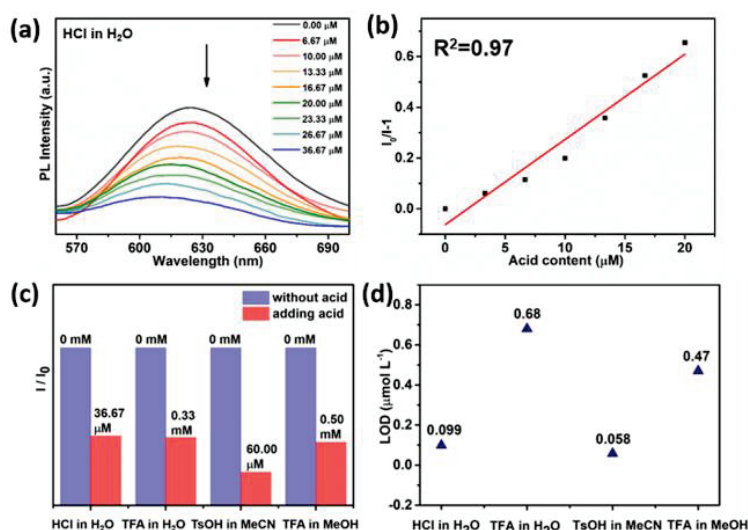 (a)
HCl in H₂O
0.00 μM
6.67 μM
10.00 μM
13.33 μM
16.67 μM
20.00 μM
23.33 μM
26.67 μM
36.67 μM
PL Intensity (a.u.)
570 600 630 660 690
Wavelength (nm)
(b)
R²=0.97
I₀/I-1
0.6
0.4
0.2
0.0
0 5 10 15 20
Acid content (μM)
(c)
without acid
adding acid
0 mM 0 mM 0 mM 0 mM
36.67 μM
0.33 mM
60.00 μM
0.50 mM
I / I₀
HCl in H₂O TFA in H₂O TsOH in MeCN TFA in MeOH
(d)
LOD (μmol L⁻¹)
0.8
0.6
0.4
0.2
0.0
-0.2
0.099
0.68
0.058
0.47
HCl in H₂O TFA in H₂O TsOH in MeCN TFA in MeOH